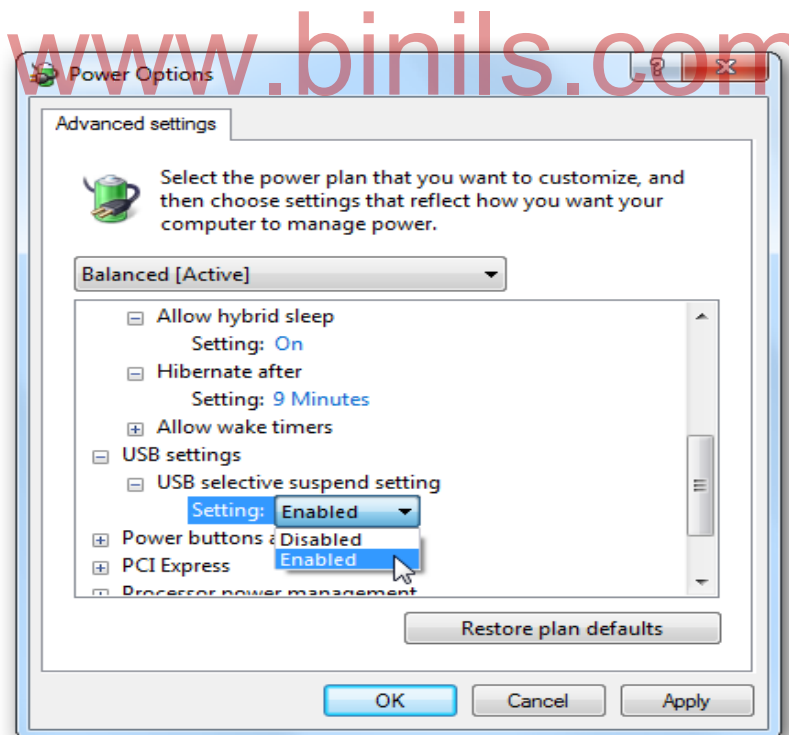 www.binils.com
Power Options
Advanced settings
Select the power plan that you want to customize, and
then choose settings that reflect how you want your
computer to manage power.
Balanced [Active]
Allow hybrid sleep
Setting: On
Hibernate after
Setting: 9 Minutes
Allow wake timers
USB settings
USB selective suspend setting
Setting: Enabled
Power buttons a
Disabled
Enabled
PCI Express
Processor power management
Restore plan defaults
OK Cancel Apply